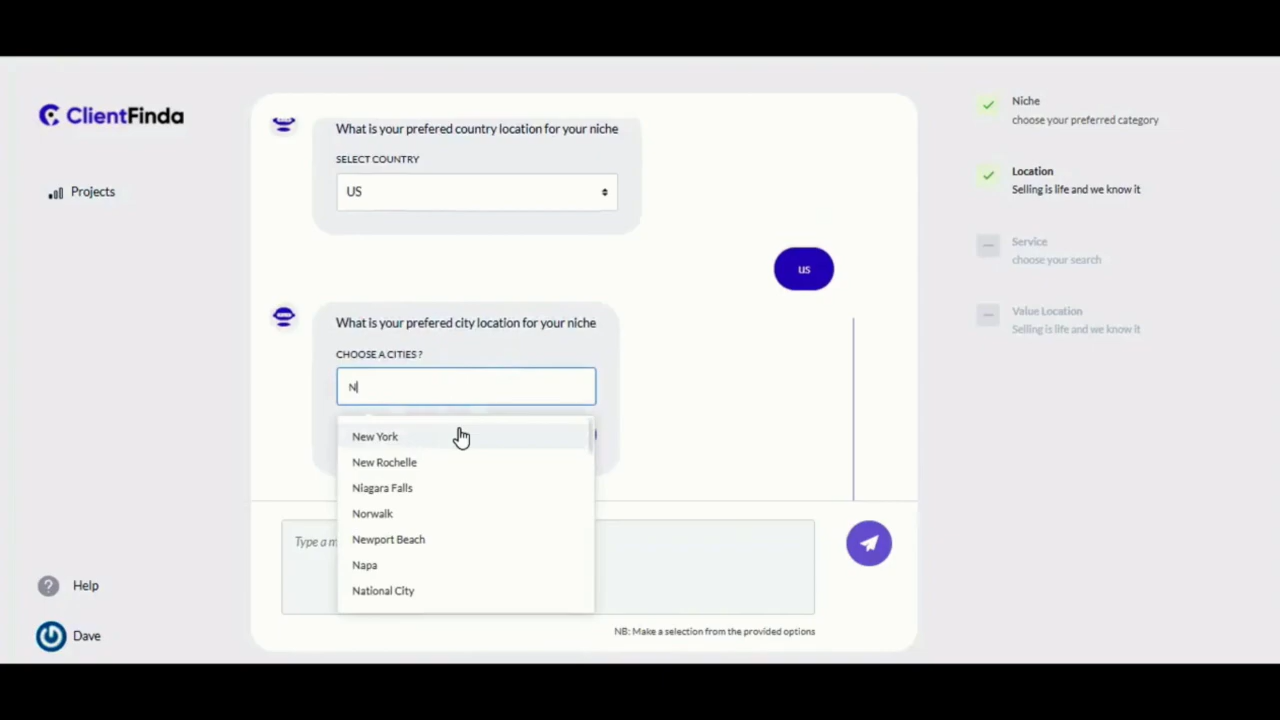 ClientFinda
Projects
Help
Dave
What is your prefered country location for your niche
SELECT COUNTRY
US
us
What is your prefered city location for your niche
CHOOSE A CITIES ?
N
New York
New Rochelle
Niagara Falls
Norwalk
Newport Beach
Napa
National City
Type a m
NB: Make a selection from the provided options
Niche
choose your preferred category
Location
Selling is life and we know it
Service
choose your search
Value Location
Selling is life and we know it